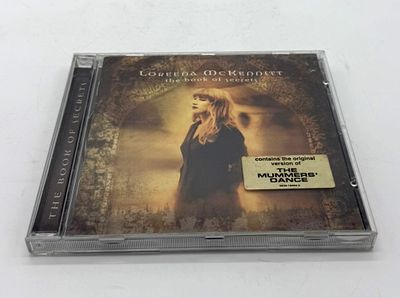 LOREENA MCKENNITT
the book of secrets
THE BOOK OF SECRETS
contains the original
version of
THE
MUMMERS'
DANCE